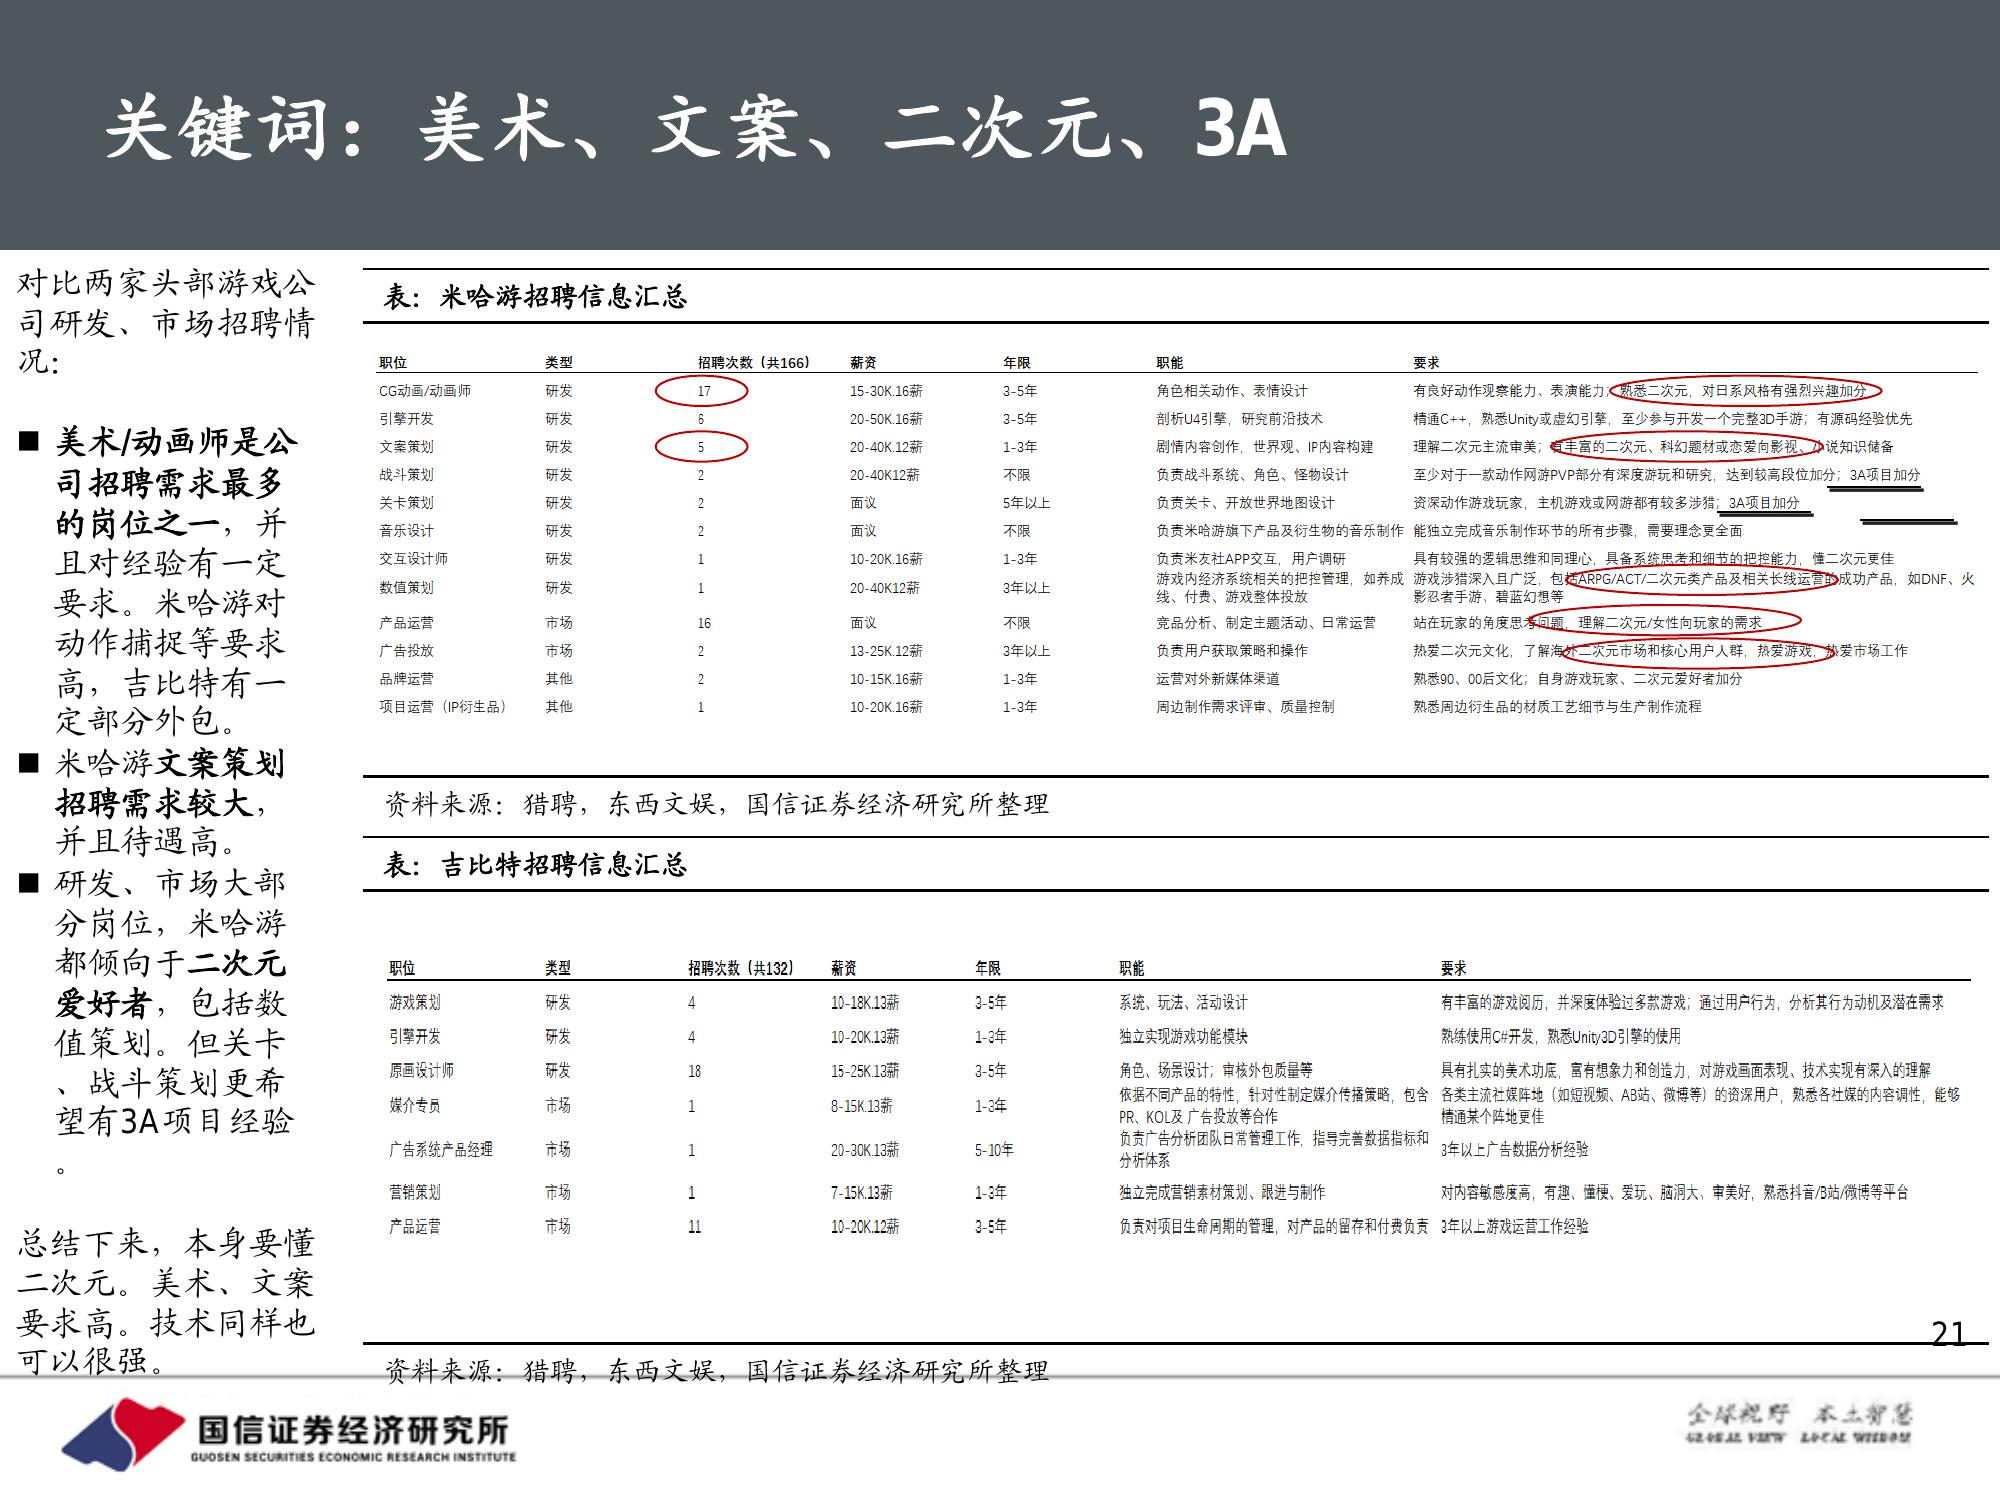 关键词：美术、文案、二次元、3A
对比两家头部游戏公
司研发、市场招聘情
况：
■ 美术/动画师是公
司招聘需求最多
的岗位之一，并
且对经验有一定
要求。米哈游对
动作捕捉等要求
高，吉比特有一
定部分外包。
■ 米哈游文案策划
招聘需求较大，
并且待遇高。
■ 研发、市场大部
分岗位，米哈游
都倾向于二次元
爱好者，包括数
值策划。但关卡
、战斗策划更希
望有3A项目经验
。
总结下来，本身要懂
二次元。美术、文案
要求高。技术同样也
可以很强。
表：米哈游招聘信息汇总
职位 类型 招聘次数（共166） 薪资 年限 职能 要求
CG动画/动画师 研发 17 15-30K.16薪 3-5年 角色相关动作、表情设计 有良好动作观察能力、表演能力；熟悉二次元，对日系风格有强烈兴趣加分
引擎开发 研发 6 20-50K.16薪 3-5年 剖析U4引擎，研究前沿技术 精通C++，熟悉Unity或虚幻引擎，至少参与开发一个完整3D手游；有源码经验优先
文案策划 研发 5 20-40K.12薪 1-3年 剧情内容创作，世界观、IP内容构建 理解二次元主流审美；有丰富的二次元、科幻题材或恋爱向影视、小说知识储备
战斗策划 研发 2 20-40K12薪 不限 负责战斗系统、角色、怪物设计 至少对于一款动作网游PVP部分有深度游玩和研究，达到较高段位加分；3A项目加分
关卡策划 研发 2 面议 5年以上 负责关卡、开放世界地图设计 资深动作游戏玩家，主机游戏或网游都有较多涉猎；3A项目加分
音乐设计 研发 2 面议 不限 负责米哈游旗下产品及衍生物的音乐制作 能独立完成音乐制作环节的所有步骤，需要理念更全面
交互设计师 研发 1 10-20K.16薪 1-3年 负责米友社APP交互，用户调研 具有较强的逻辑思维和同理心，具备系统思考和细节的把控能力，懂二次元更佳
数值策划 研发 1 20-40K.12薪 3年以上 游戏内经济系统相关的把控管理，如养成 游戏涉猎深入且广泛，包括ARPG/ACT/二次元类产品及相关长线运营的成功产品，如DNF、火
线、付费、游戏整体投放 影忍者手游、碧蓝幻想等
产品运营 市场 16 面议 不限 竞品分析、制定主题活动、日常运营 站在玩家的角度思考问题，理解二次元/女性向玩家的需求
广告投放 市场 2 13-25K.12薪 3年以上 负责用户获取策略和操作 热爱二次元文化，了解海外二次元市场和核心用户人群，热爱游戏，热爱市场工作
品牌运营 其他 2 10-15K.16薪 1-3年 运营对外新媒体渠道 熟悉90、00后文化；自身游戏玩家、二次元爱好者加分
项目运营（IP衍生品） 其他 1 10-20K.16薪 1-3年 周边制作需求评审、质量控制 熟悉周边衍生品的材质工艺细节与生产制作流程
资料来源：猎聘，东西文娱，国信证券经济研究所整理
表：吉比特招聘信息汇总
职位 类型 招聘次数（共132） 薪资 年限 职能 要求
游戏策划 研发 4 10-18K.13薪 3-5年 系统、玩法、活动设计 有丰富的游戏阅历，并深度体验过多款游戏；通过用户行为，分析其行为动机及潜在需求
引擎开发 研发 4 10-20K.13薪 1-3年 独立实现游戏功能模块 熟练使用C#开发，熟悉Unity3D引擎的使用
原画设计师 研发 18 15-25K.13薪 3-5年 角色、场景设计；审核外包质量等 具有扎实的美术功底，富有想象力和创造力，对游戏画面表现、技术实现有深入的理解
媒介专员 市场 1 8-15K.13薪 1-3年 依据不同产品的特性，针对性制定媒介传播策略，包含 各类主流社媒阵地（如短视频、AB站、微博等）的资深用户，熟悉各社媒的内容调性，能够
PR、KOL及 广告投放等合作 精通某个阵地更佳
广告系统产品经理 市场 1 20-30K.13薪 5-10年 负责广告分析团队日常管理工作，指导完善数据指标和 3年以上广告数据分析经验
分析体系
营销策划 市场 1 7-15K.13薪 1-3年 独立完成营销素材策划、跟进与制作 对内容敏感度高，有趣、懂梗、爱玩、脑洞大、审美好，熟悉抖音/B站/微博等平台
产品运营 市场 11 10-20K.12薪 3-5年 负责对项目生命周期的管理，对产品的留存和付费负责 3年以上游戏运营工作经验
21
资料来源：猎聘，东西文娱，国信证券经济研究所整理
国信证券经济研究所
GUOSEN SECURITIES ECONOMIC RESEARCH INSTITUTE
全球视野 本土智慧
GLOBAL VIEW LOCAL WISDOM